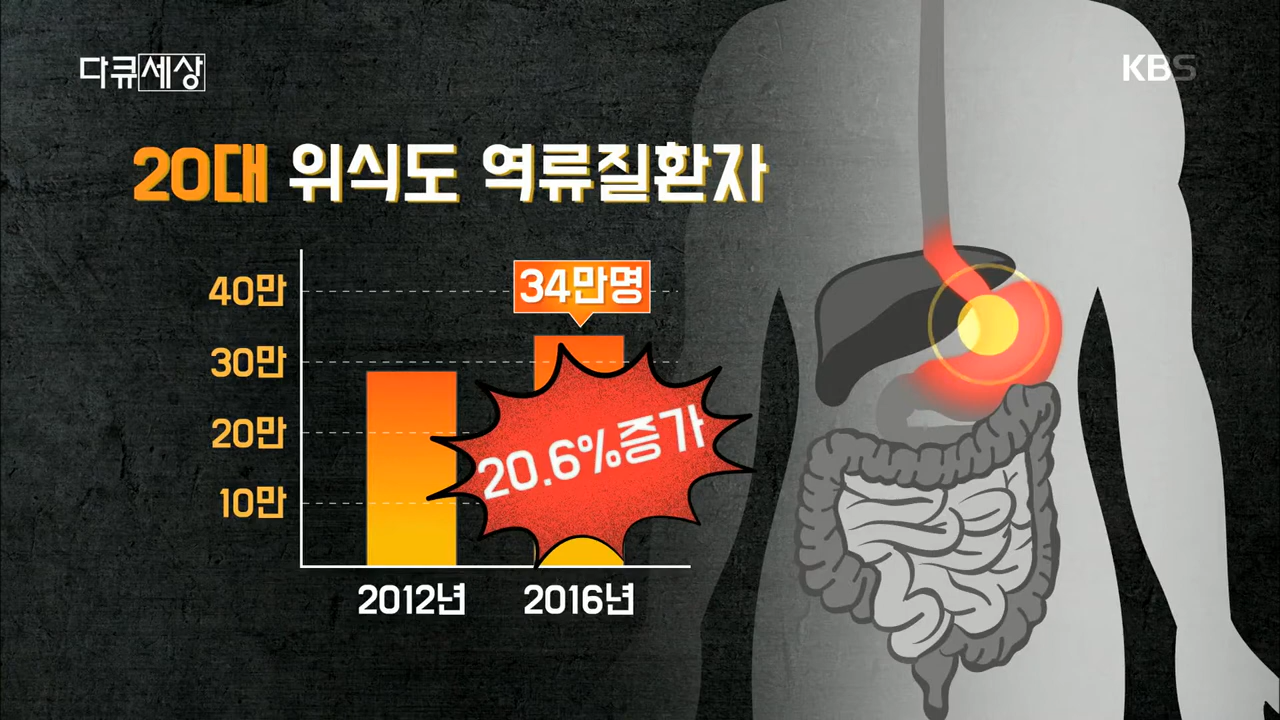 다큐세상
KBS
20대 위식도 역류질환자
40만
30만
20만
10만
34만명
20.6%증가
2012년
2016년